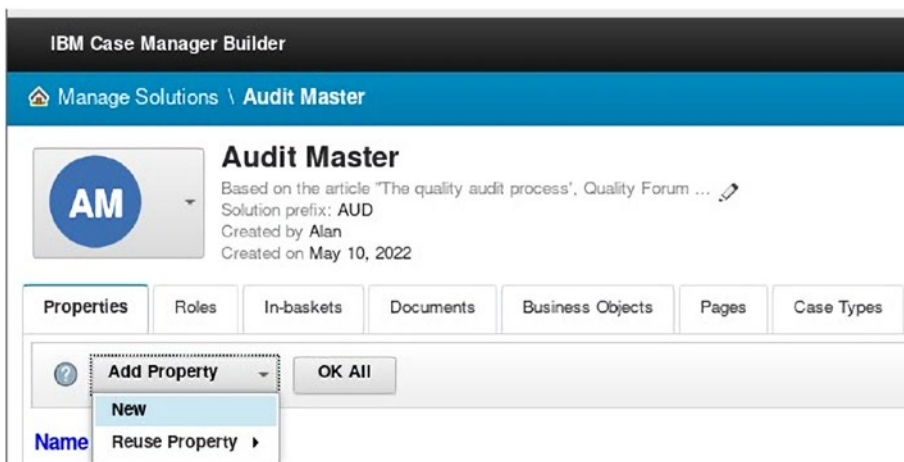 IBM Case Manager Builder
Manage Solutions \ Audit Master
AM
Audit Master
Based on the article "The quality audit process', Quality Forum ...
Solution prefix: AUD
Created by Alan
Created on May 10, 2022
Properties Roles In-baskets Documents Business Objects Pages Case Types
? Add Property OK All
New
Name Reuse Property